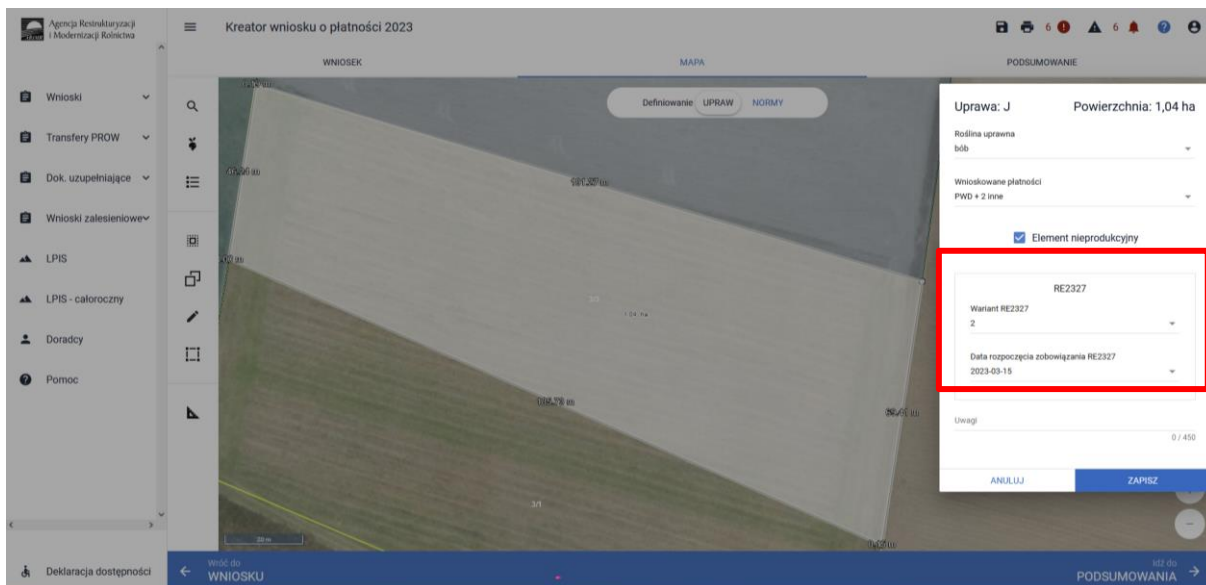 Agencja Restrukturyzacji
i Modernizacji Rolnictwa
Kreator wniosku o płatności 2023
6
6
WNIOSEK
MAPA
PODSUMOWANIE
Wnioski
Transfery PROW
Dok. uzupełniające
Wnioski zalesieniowe
LPIS
LPIS - całoroczny
Doradcy
Pomoc
Deklaracja dostępności
Definiowanie UPRAW NORMY
3/1
20 m
Uprawa: J Powierzchnia: 1,04 ha
Roślina uprawna
bób
Wnioskowane płatności
PWD + 2 inne
Element nieprodukcyjny
RE2327
Wariant RE2327
2
Data rozpoczęcia zobowiązania RE2327
2023-03-15
Uwagi
0 / 450
ANULUJ ZAPISZ
Wróć do
WNIOSKU
Idź do
PODSUMOWANIA